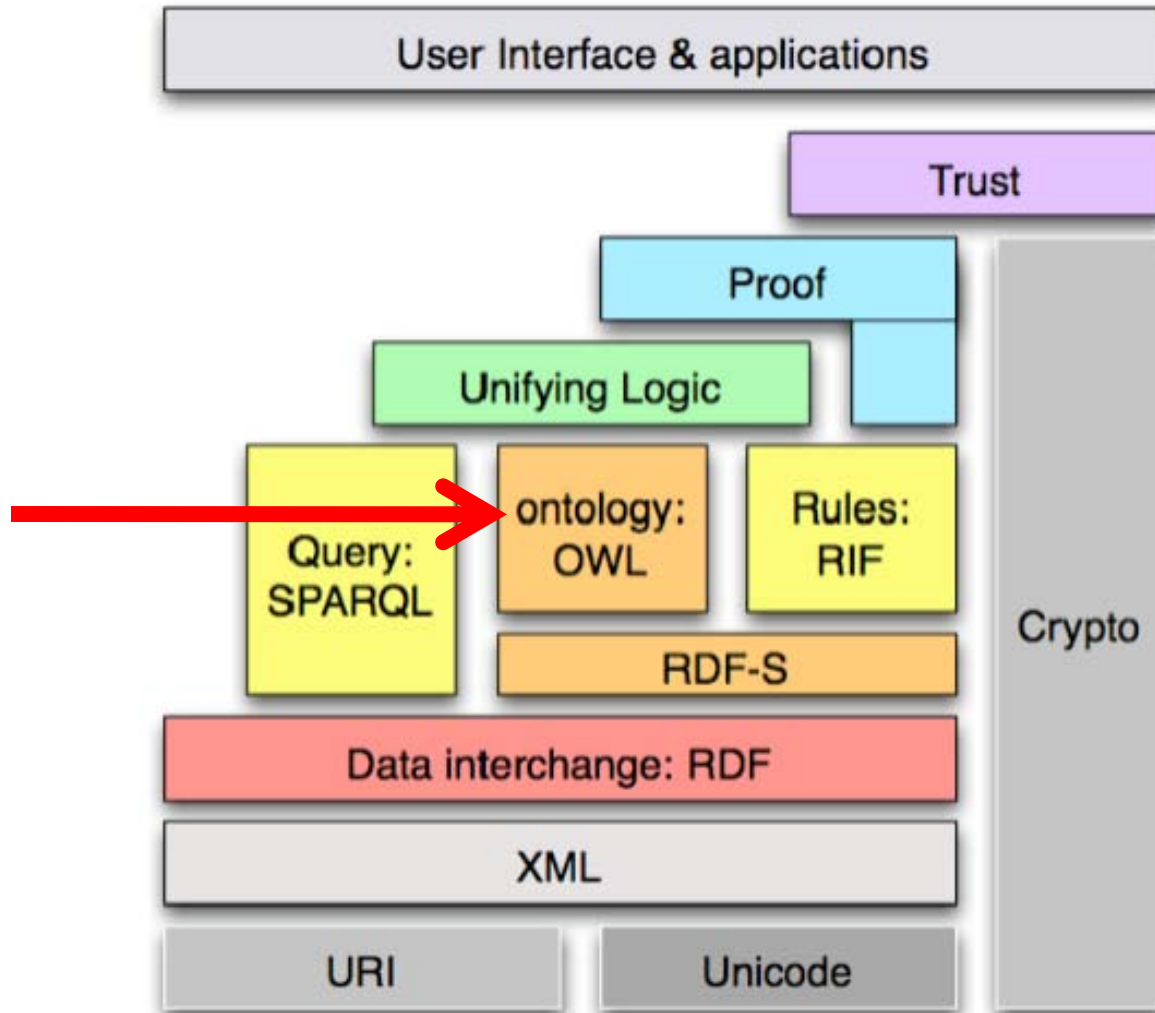 User Interface & applications
Trust
Proof
Unifying Logic
Query:
SPARQL
ontology:
OWL
Rules:
RIF
Crypto
RDF-S
Data interchange: RDF
XML
URI
Unicode